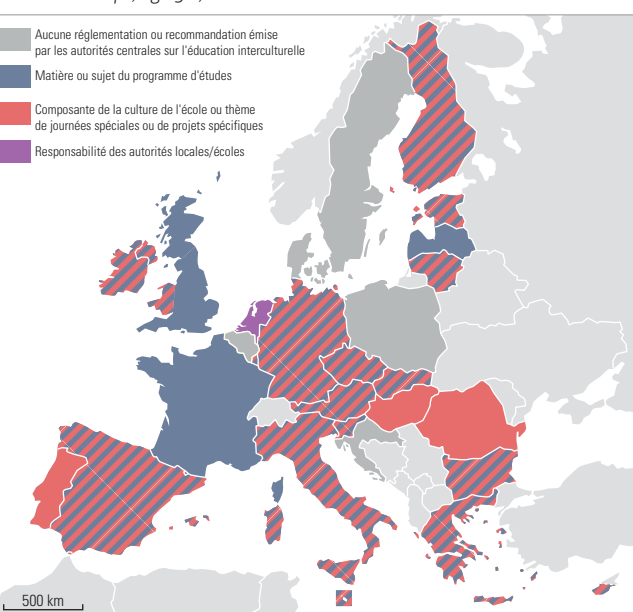 Aucune réglementation ou recommandation émise
par les autorités centrales sur l'éducation interculturelle
Matière ou sujet du programme d'études
Composante de la culture de l'école ou thème
de journées spéciales ou de projets spécifiques
Responsabilité des autorités locales/écoles
500 km